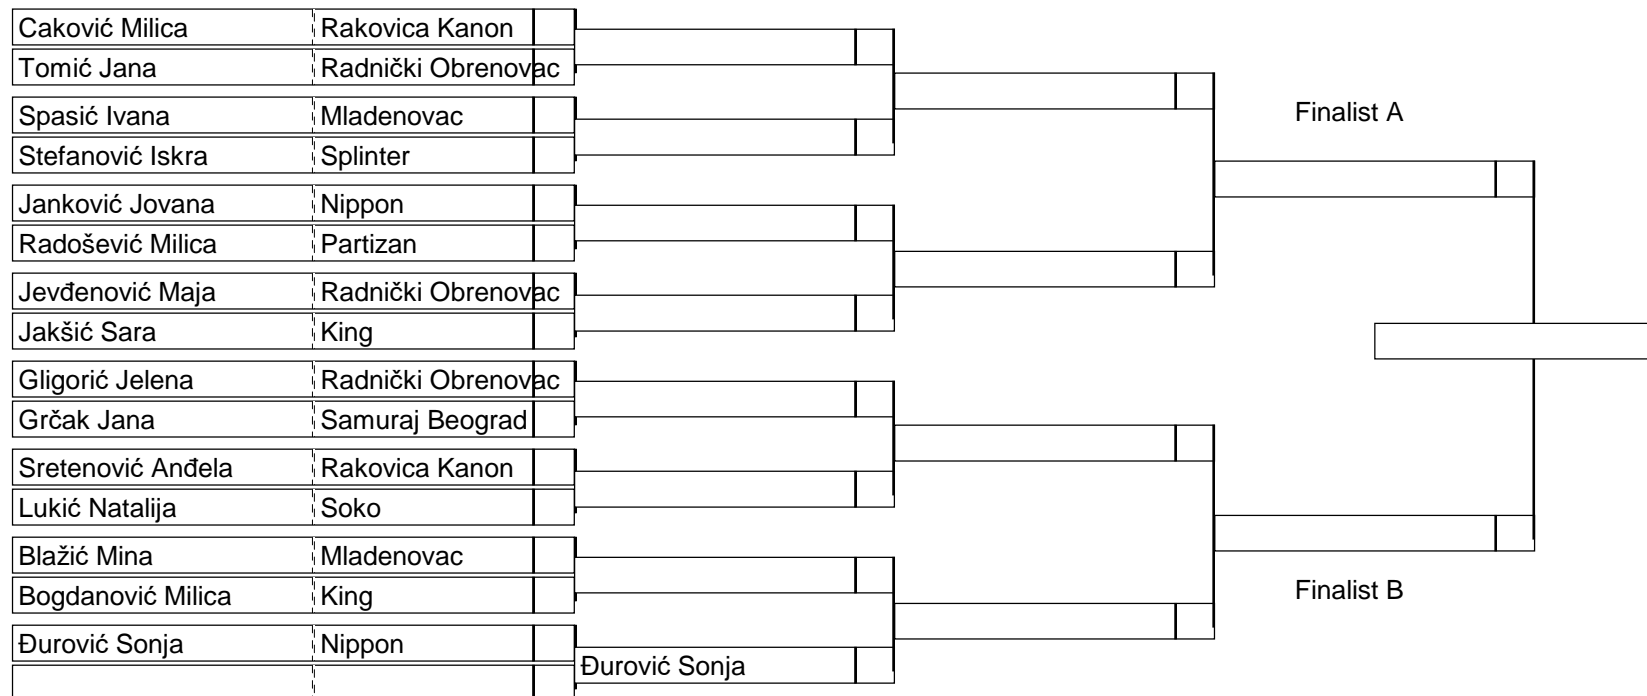 Caković Milica Rakovica Kanon
Tomić Jana Radnički Obrenovac
Spasić Ivana Mladenovac
Finalist A
Stefanović Iskra Splinter
Janković Jovana Nippon
Radošević Milica Partizan
Jevđenović Maja Radnički Obrenovac
Jakšić Sara King
Gligorić Jelena Radnički Obrenovac
Grčak Jana Samuraj Beograd
Sretenović Anđela Rakovica Kanon
Lukić Natalija Soko
Blažić Mina Mladenovac
Bogdanović Milica King
Finalist B
Đurović Sonja Nippon
Đurović Sonja